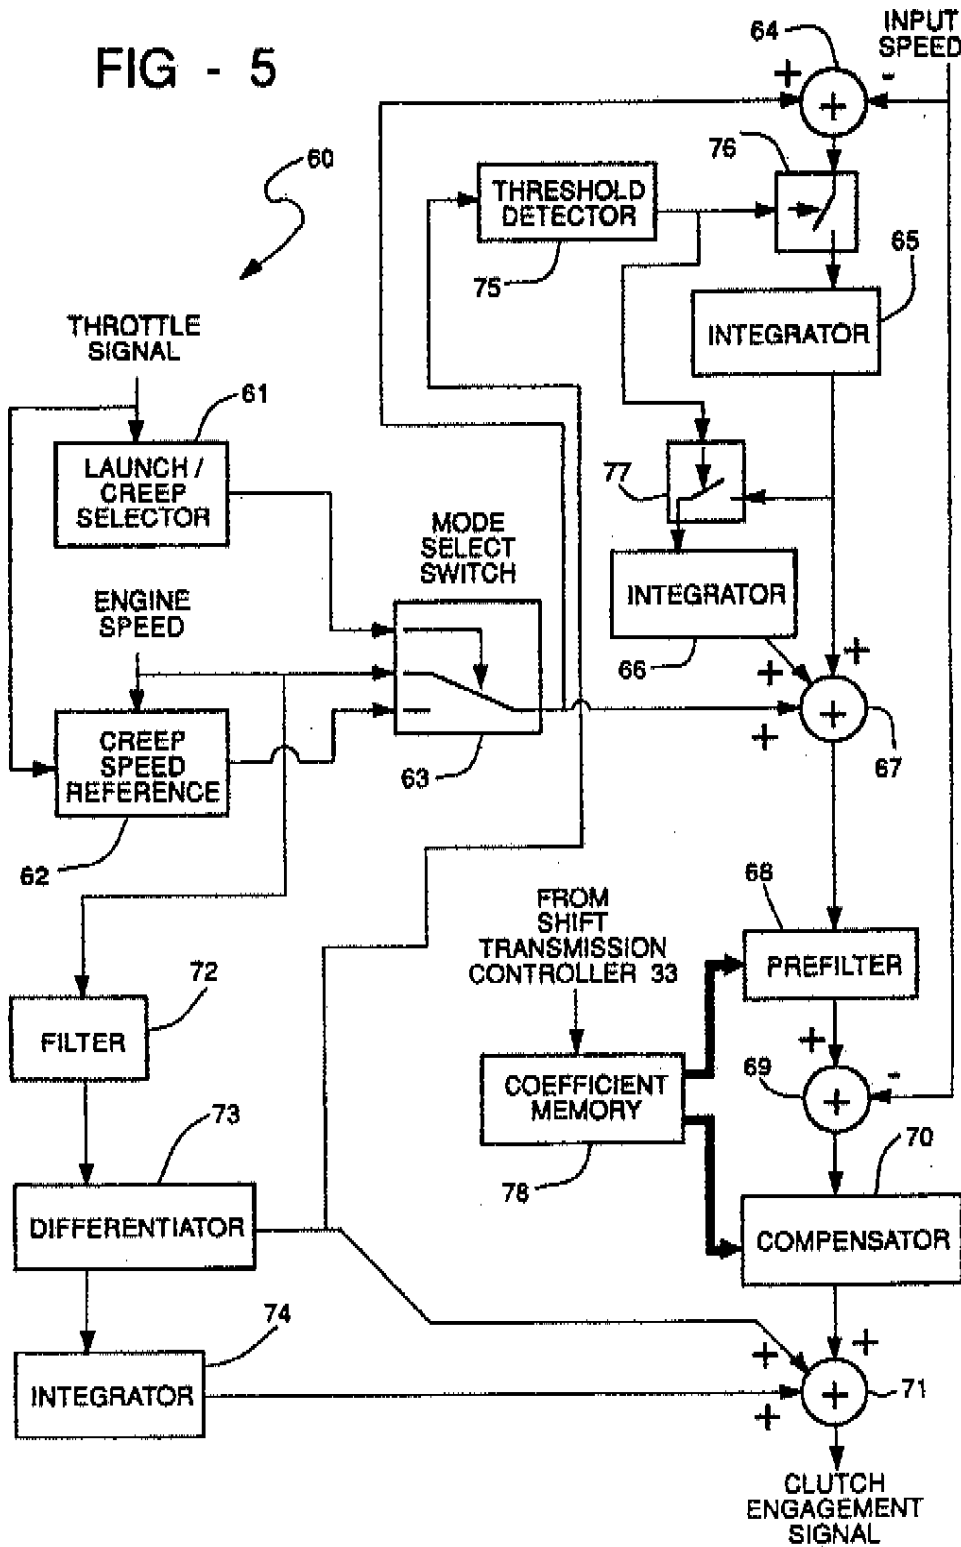 FIG - 5
INPUT
SPEED
64
+
-
+
76
60
THRESHOLD
DETECTOR
75
65
INTEGRATOR
THROTTLE
SIGNAL
61
LAUNCH /
CREEP
SELECTOR
77
MODE
SELECT
SWITCH
INTEGRATOR
66
ENGINE
SPEED
+
+
+
+
67
63
CREEP
SPEED
REFERENCE
62
68
FROM
SHIFT
TRANSMISSION
CONTROLLER 33
PREFILTER
72
FILTER
+
69
-
+
COEFFICIENT
MEMORY
78
73
70
DIFFERENTIATOR
COMPENSATOR
74
INTEGRATOR
+
+
+
+
71
CLUTCH
ENGAGEMENT
SIGNAL